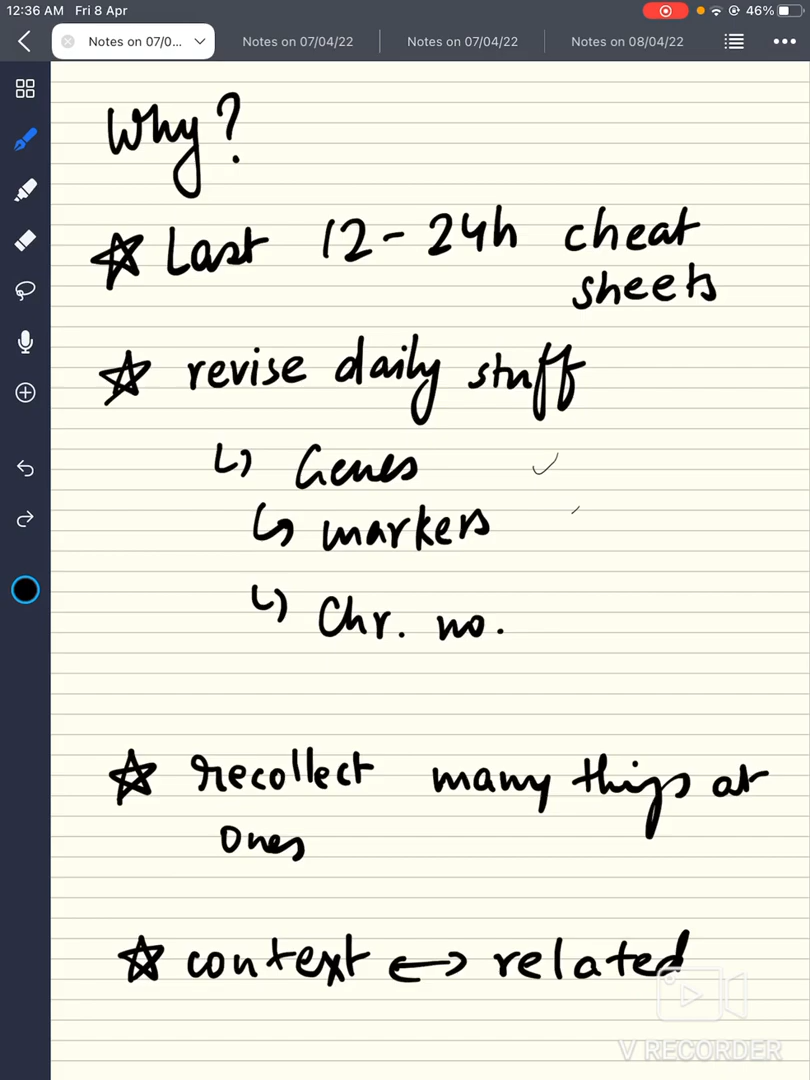 12:36 AM Fri 8 Apr 46%
Notes on 07/0... Notes on 07/04/22 Notes on 07/04/22 Notes on 08/04/22
Why?
Last 12-24h cheat
sheets
revise daily stuff
Genes
markers
Chr. no.
recollect many things at
ones
context ↔ related
V RECORDER